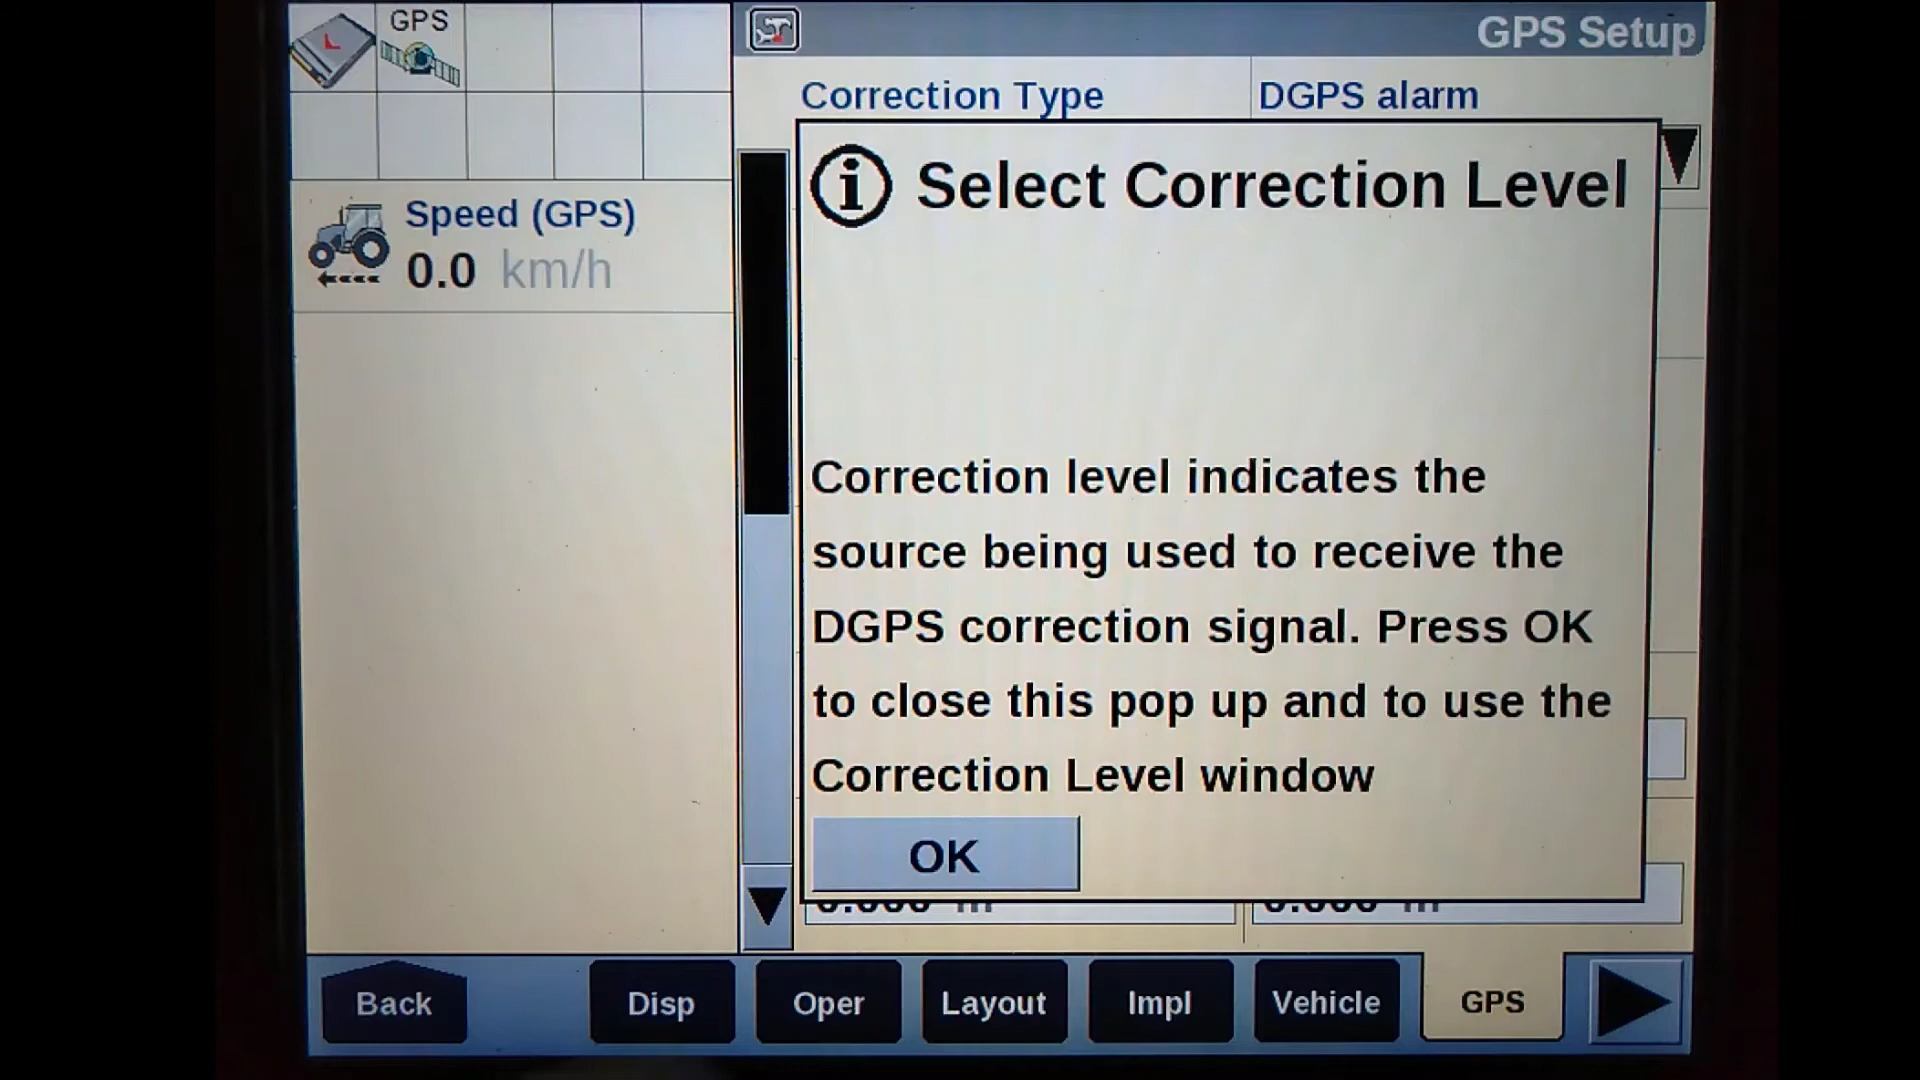 GPS
GPS Setup
Correction Type
DGPS alarm
Speed (GPS)
0.0 km/h
Select Correction Level
Correction level indicates the
source being used to receive the
DGPS correction signal. Press OK
to close this pop up and to use the
Correction Level window
OK
Back
Disp
Oper
Layout
Impl
Vehicle
GPS